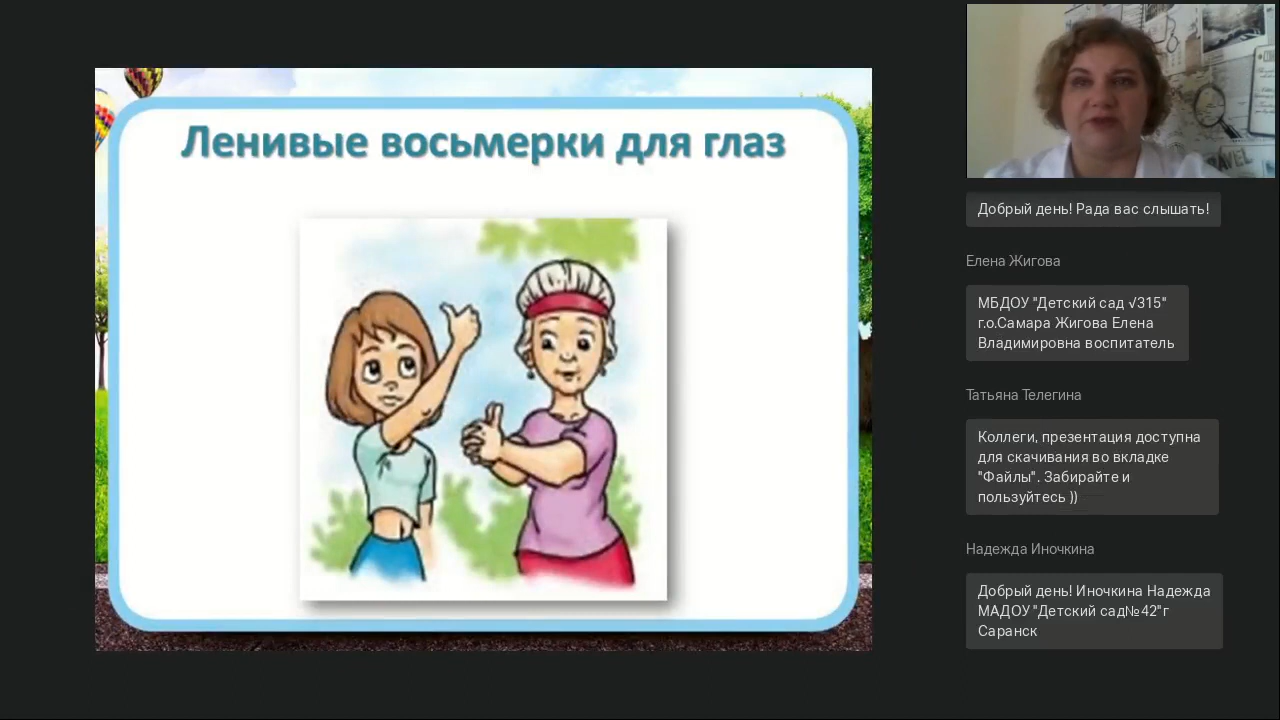 Ленивые восьмерки для глаз
TRAVEL
Добрый день! Рада вас слышать!
Елена Жигова
МБДОУ "Детский сад √315"
г.о.Самара Жигова Елена
Владимировна воспитатель
Татьяна Телегина
Коллеги, презентация доступна
для скачивания во вкладке
"Файлы". Забирайте и
пользуйтесь ))
Надежда Иночкина
Добрый день! Иночкина Надежда
МАДОУ "Детский сад№42"г
Саранск